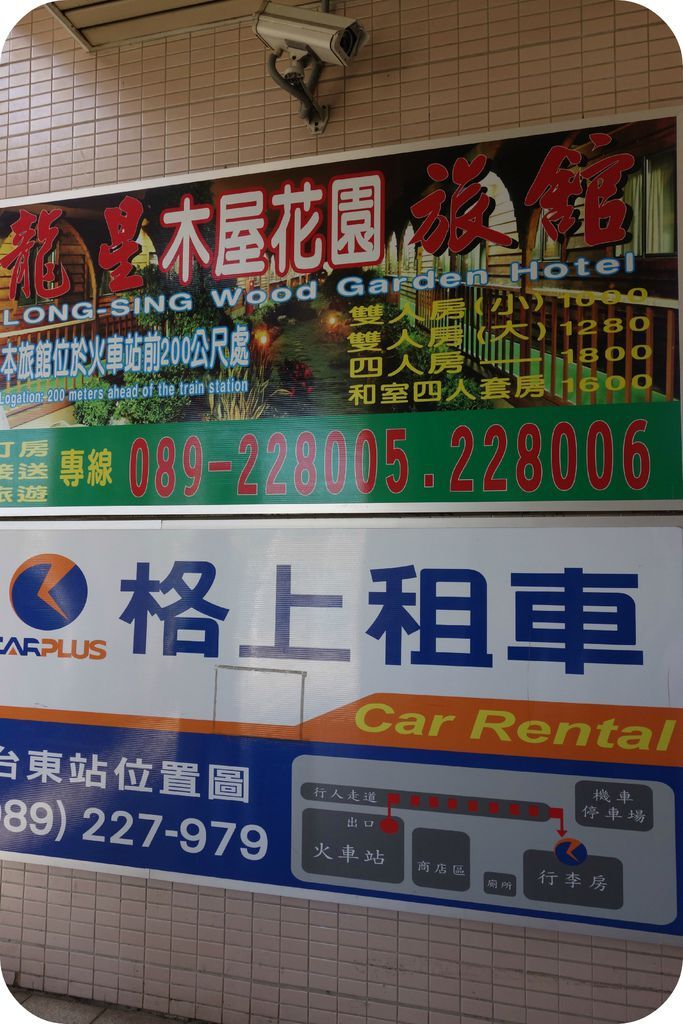 龍星木屋花園旅館
LONG-SING Wood Garden Hotel
本旅館位於火車站前200公尺處
Logation: 200 meters ahead of the train station
雙人房(小) 1000
雙人房(大) 1280
四人房—— 1800
和室四人套房 1600
訂房
接送
旅遊
專線
089-228005.228006
CARPLUS
格上租車
Car Rental
台東站位置圖
089) 227-979
行人走道
出口
火車站
商店區
廁所
行李房
機車
停車場